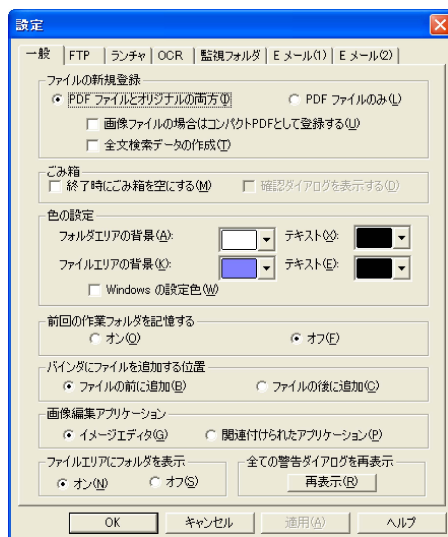 設定
一般 FTP ランチャ OCR 監視フォルダ E メール(1) E メール(2)
ファイルの新規登録
PDF ファイルとオリジナルの両方(I) PDF ファイルのみ(L)
画像ファイルの場合はコンパクトPDFとして登録する(U)
全文検索データの作成(T)
ごみ箱
終了時にごみ箱を空にする(M) 確認ダイアログを表示する(D)
色の設定
フォルダエリアの背景(A): テキスト(X):
ファイルエリアの背景(K): テキスト(E):
Windows の設定色(W)
前回の作業フォルダを記憶する
オン(O) オフ(F)
バインダにファイルを追加する位置
ファイルの前に追加(B) ファイルの後に追加(C)
画像編集アプリケーション
イメージエディタ(G) 関連付けられたアプリケーション(P)
ファイルエリアにフォルダを表示 全ての警告ダイアログを再表示
オン(N) オフ(S) 再表示(R)
OK キャンセル 適用(A) ヘルプ